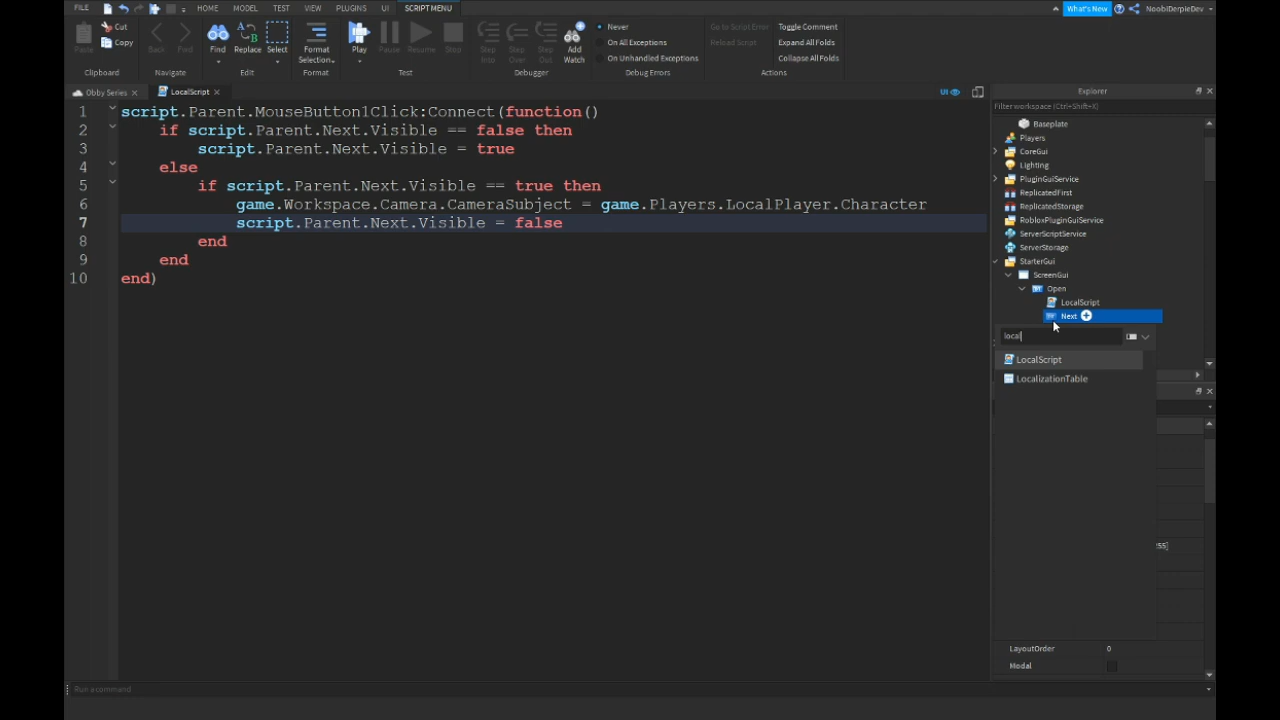 FILE HOME MODEL TEST VIEW PLUGINS UI SCRIPT MENU What's New NoobiDerpieDev
Paste Cut Copy Back Find Find Replace Select Format Selection Play Pause Resume Stop Step Into Step Over Step Out Add Watch
Never
On All Exceptions
On Unhandled Exceptions
Go to Script Error
Reload Script
Toggle Comment
Expand All Folds
Collapse All Folds
Clipboard Navigate Edit Format Test Debugger Debug Errors Actions
Obby Series LocalScript UI Explorer
Filter workspace (Ctrl+Shift+X)
1 script.Parent.MouseButton1Click:Connect(function()
2 if script.Parent.Next.Visible == false then
3 script.Parent.Next.Visible = true
4 else
5 if script.Parent.Next.Visible == true then
6 game.Workspace.Camera.CameraSubject = game.Players.LocalPlayer.Character
7 script.Parent.Next.Visible = false
8 end
9 end
10 end)
Baseplate
Players
CoreGui
Lighting
PluginGuiService
ReplicatedFirst
ReplicatedStorage
RobloxPluginGuiService
ServerScriptService
ServerStorage
StarterGui
ScreenGui
Open
LocalScript
Next
local
LocalScript
LocalizationTable
LayoutOrder 0
Modal
Run a command